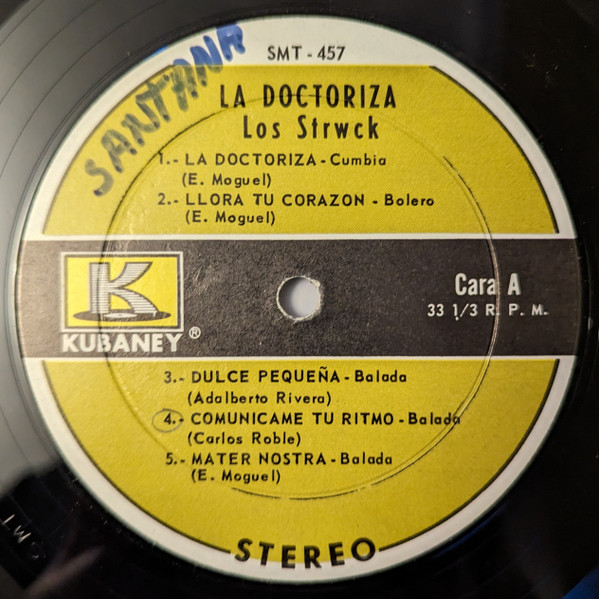 SANTANA
SMT - 457
LA DOCTORIZA
Los Strwck
1.- LA DOCTORIZA - Cumbia
(E. Moguel)
2.- LLORA TU CORAZON - Bolero
(E. Moguel)
K
KUBANEY ®
Cara A
33 1/3 R. P. M.
3.- DULCE PEQUEÑA - Balada
(Adalberto Rivera)
4.- COMUNICAME TU RITMO - Balada
(Carlos Roble)
5.- MATER NOSTRA - Balada
(E. Moguel)
STEREO